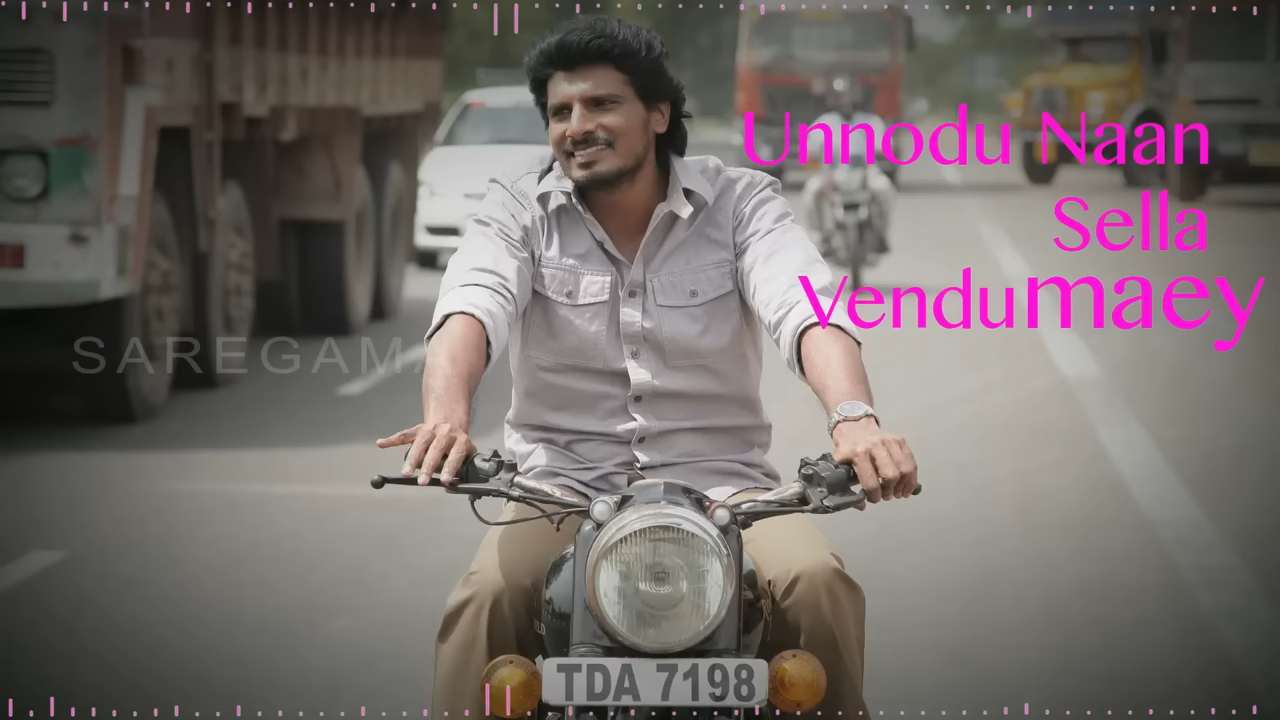 Unnodu Naan
Sella
Vendumaey
SAREGAMA
TDA 7198